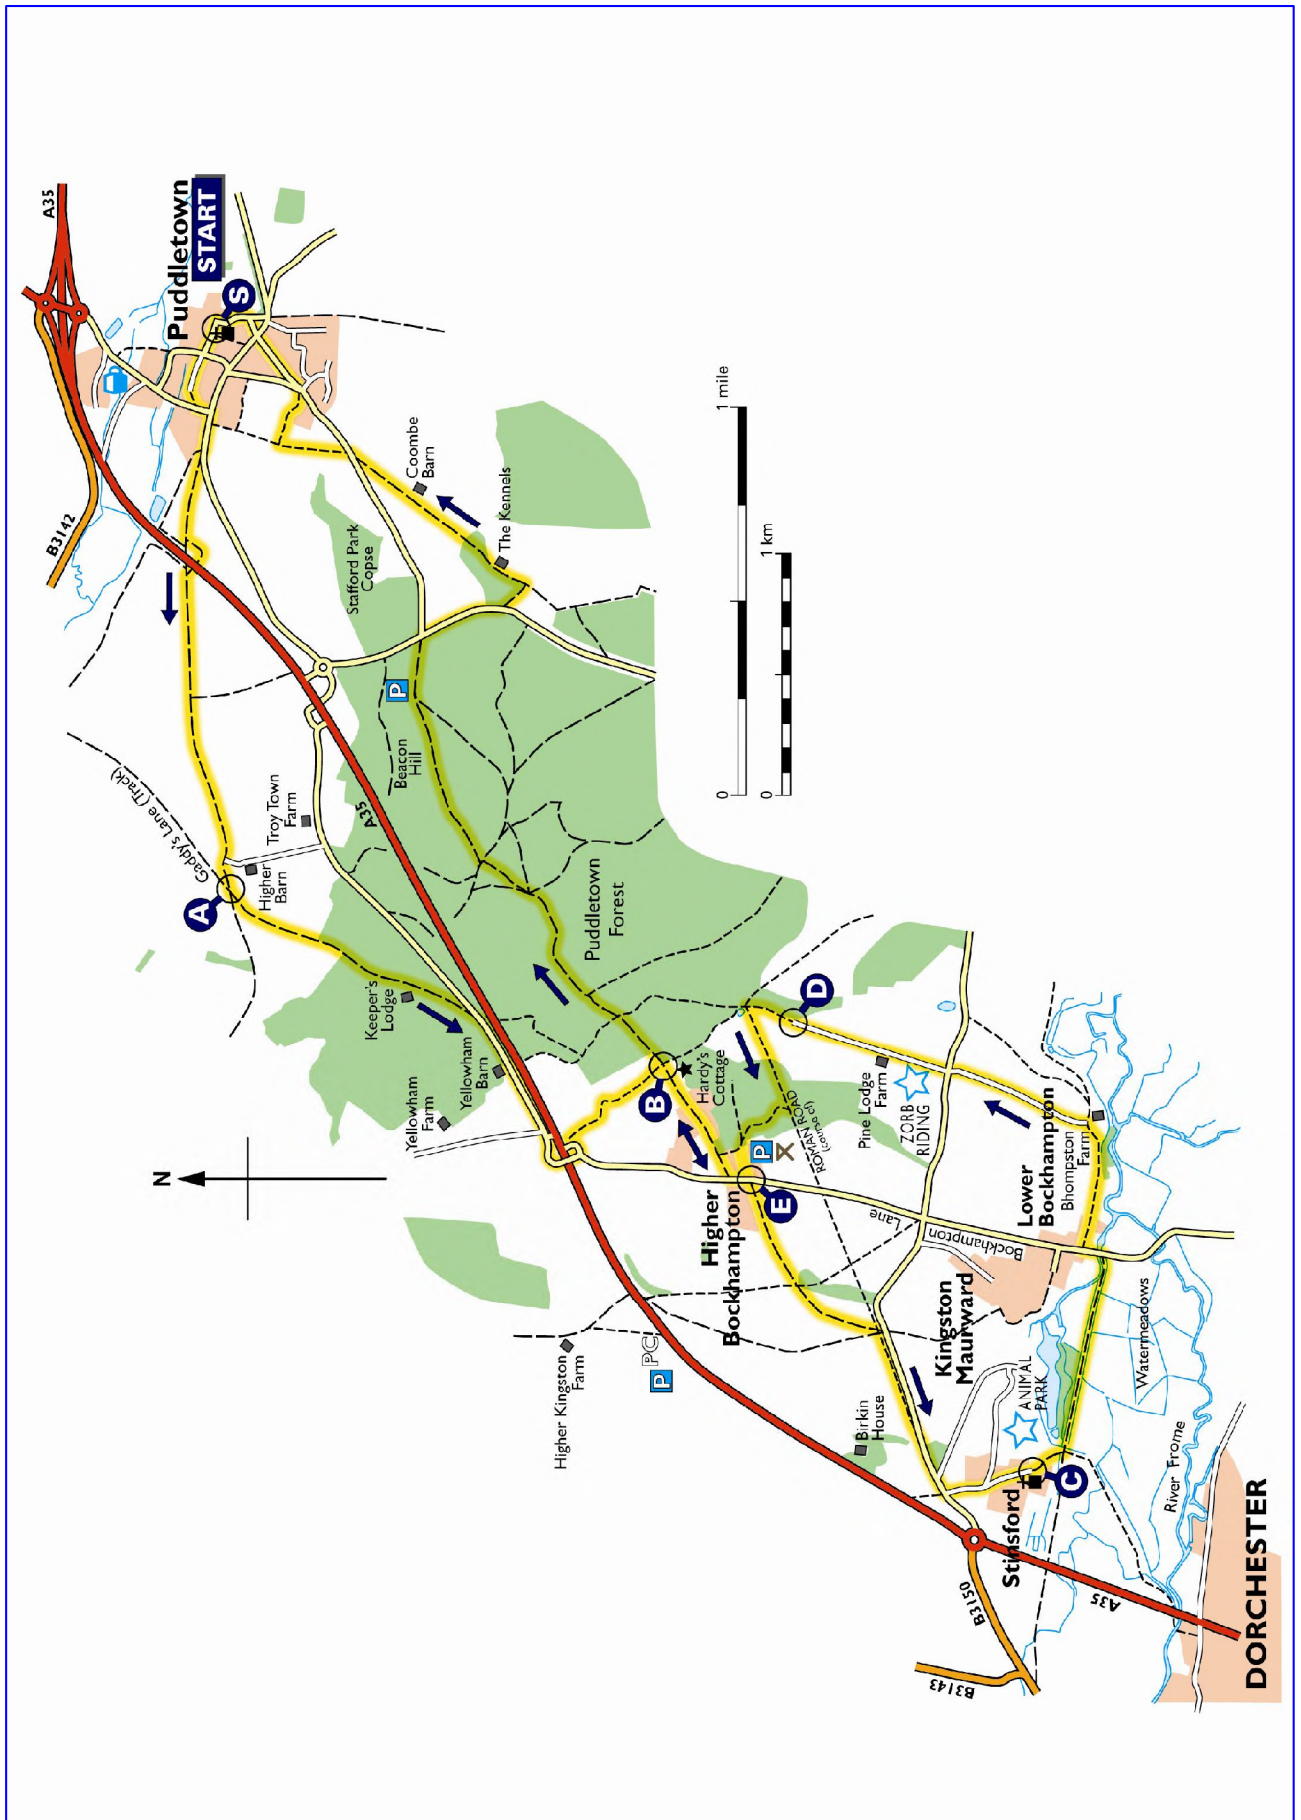 A35
Puddletown
START
S
B3142
Coombe
Barn
The Kennels
Stafford Park
Copse
P
Beacon
Hill
A35
Gaddy's Lane (Track)
Troy Town
Farm
Higher
Barn
A
Puddletown
Forest
Keeper's
Lodge
Yellowham
Barn
Yellowham
Farm
N
1 mile
0
1 km
0
B
Hardy's
Cottage
D
Pine Lodge
Farm
ZORB
RIDING
ROMAN ROAD
(course of)
P
E
Higher
Bockhampton
Bockhampton
Lane
Lower
Bockhampton
Bhompston
Farm
Higher Kingston
Farm
P PC
Kingston
Maurward
ANIMAL
PARK
Birkin
House
Watermeadows
River Frome
Stinsford
C
B3150
A35
B3143
DORCHESTER